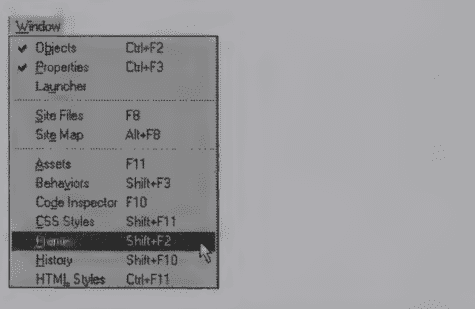 Window
Objects Ctrl+F2
Properties Ctrl+F3
Launcher
Site Files F8
Site Map Alt+F8
Assets F11
Behaviors Shift+F3
Code Inspector F10
CSS Styles Shift+F11
Frames Shift+F2
History Shift+F10
HTML Styles Ctrl+F11